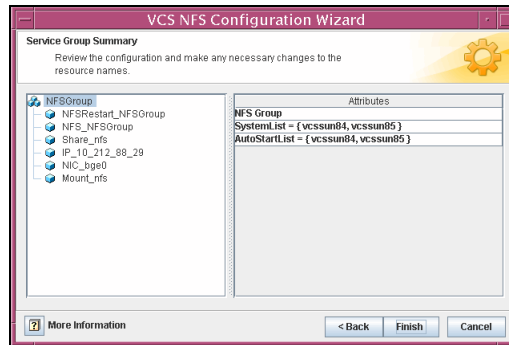 VCS NFS Configuration Wizard
Service Group Summary
Review the configuration and make any necessary changes to the
resource names.
NFSGroup
NFSRestart_NFSGroup
NFS_NFSGroup
Share_nfs
IP_10_212_88_29
NIC_bge0
Mount_nfs
Attributes
NFS Group
SystemList = { vcssun84, vcssun85 }
AutoStartList = { vcssun84, vcssun85 }
? More Information
< Back
Finish
Cancel